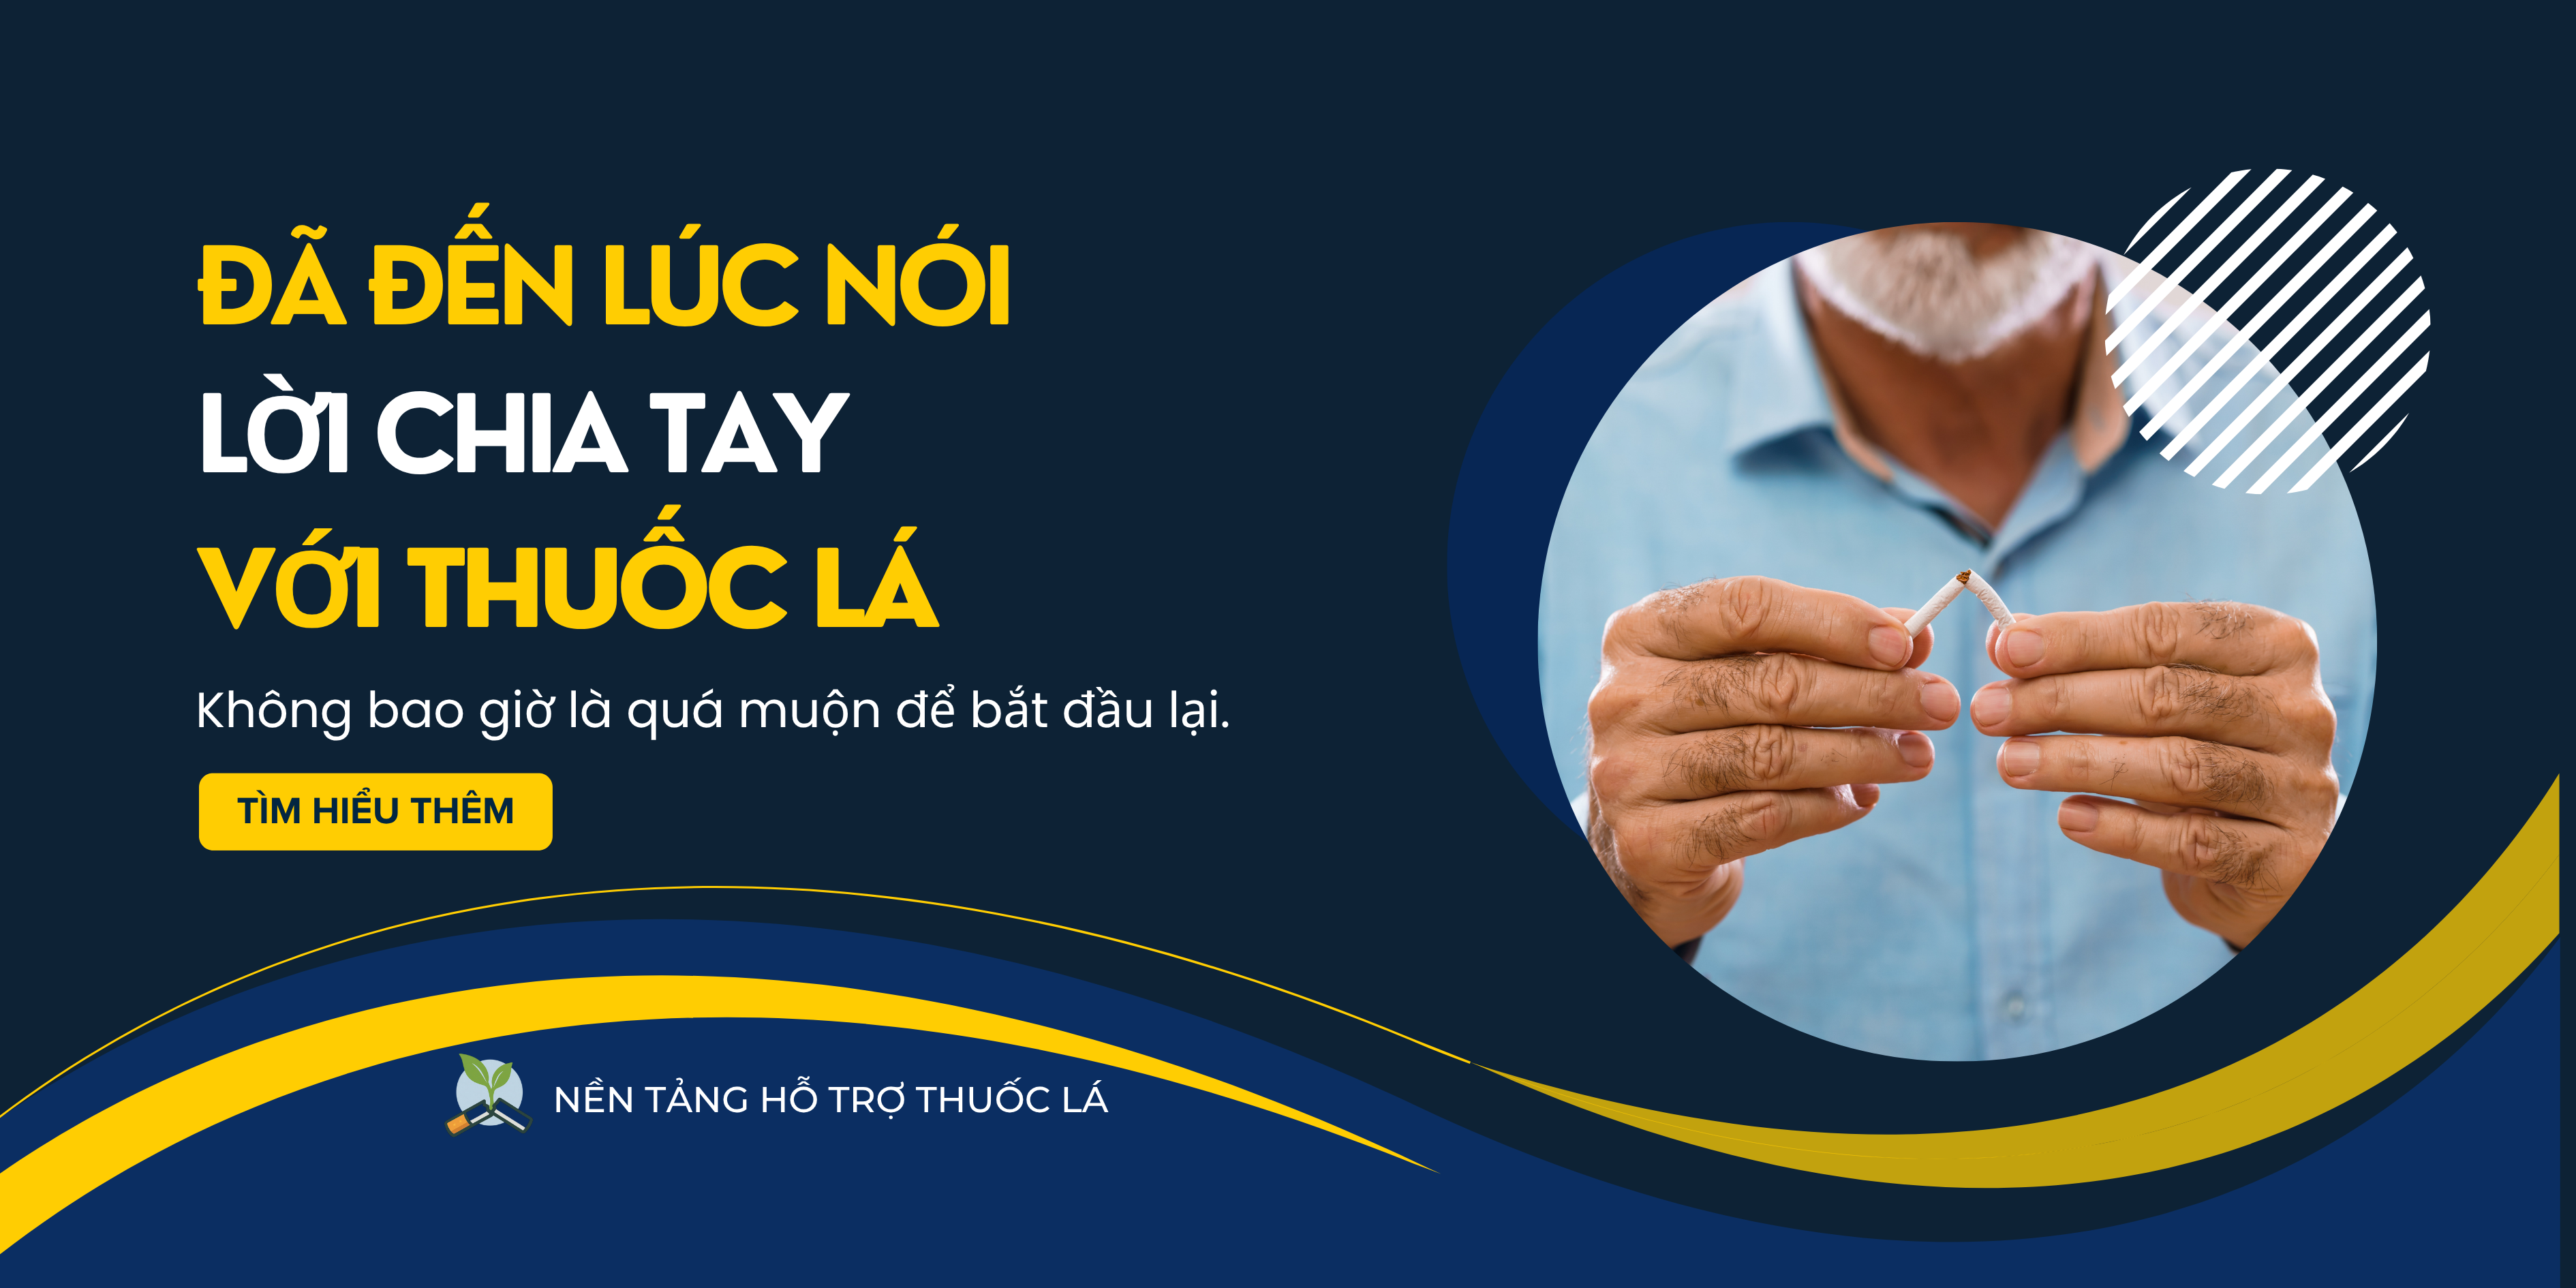 ĐÃ ĐẾN LÚC NÓI
LỜI CHIA TAY
VỚI THUỐC LÁ
Không bao giờ là quá muộn để bắt đầu lại.
TÌM HIỂU THÊM
NỀN TẢNG HỖ TRỢ THUỐC LÁ